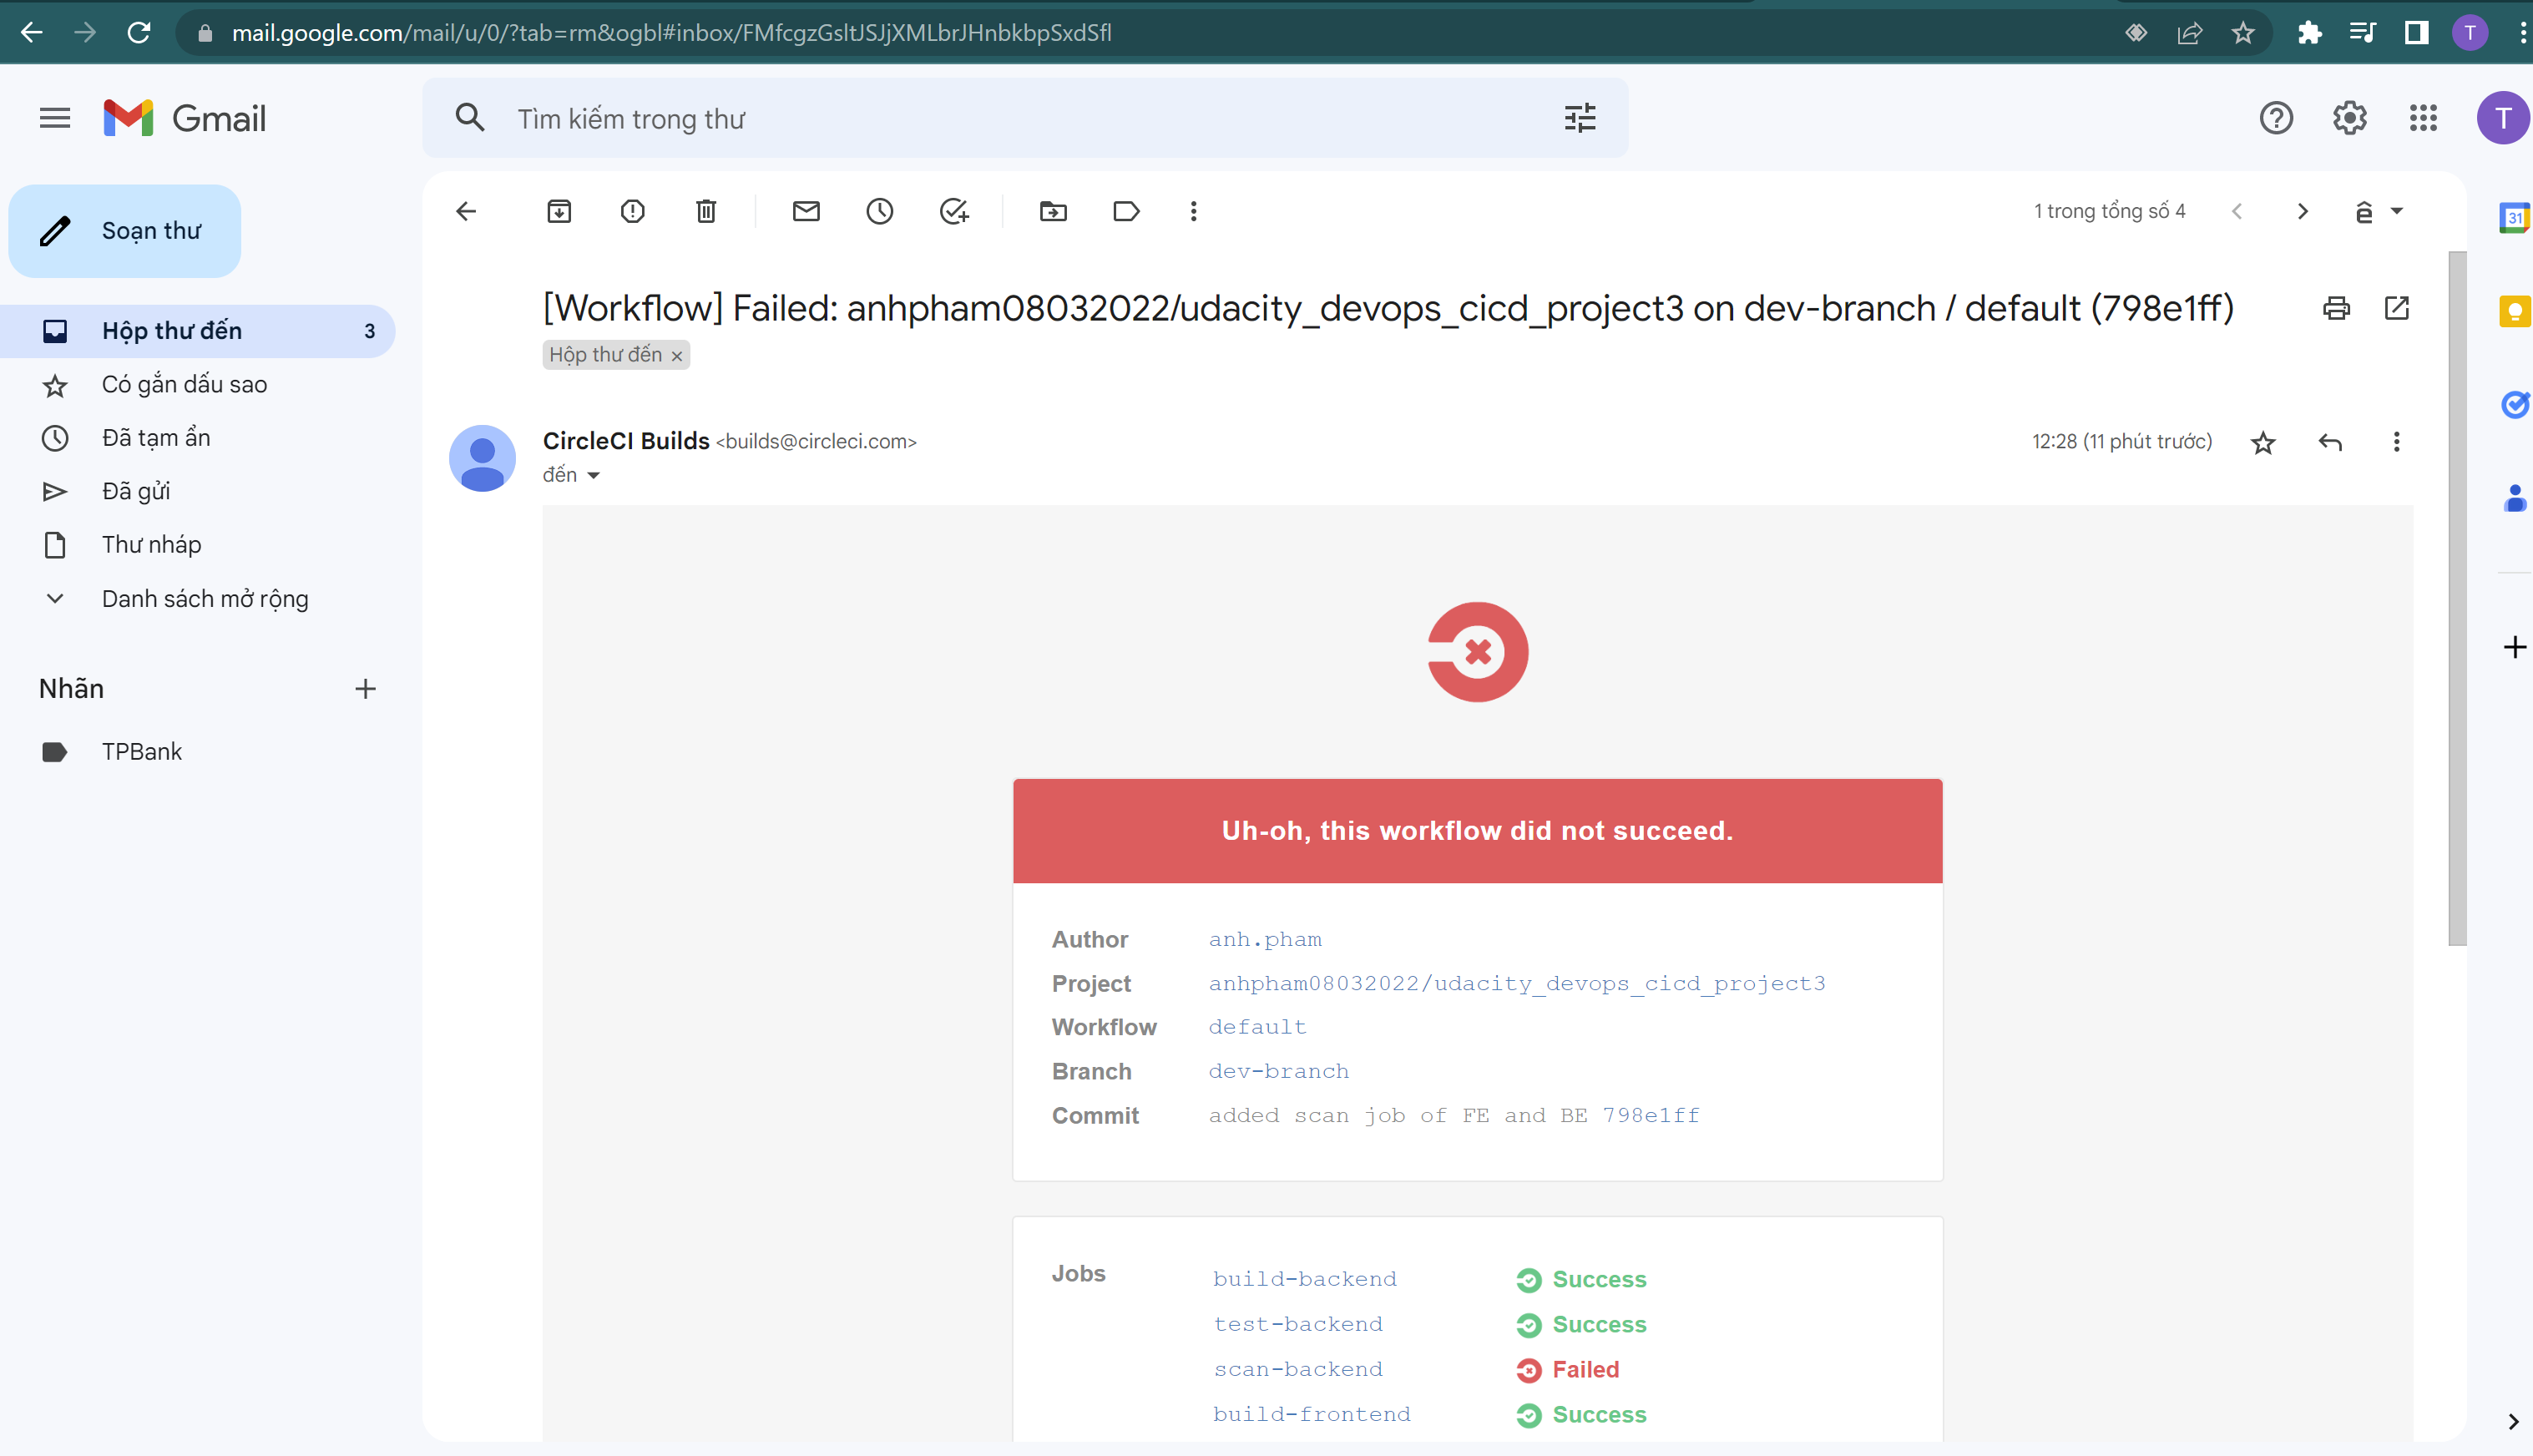 mail.google.com/mail/u/0/?tab=rm&ogbl#inbox/FMfcgzGsltJSJjXMLbrJHnbkbpSxdSfl
T
Gmail
Tìm kiếm trong thư
T
Soạn thư
1 trong tổng số 4
ê
31
Hộp thư đến 3
Có gắn dấu sao
Đã tạm ẩn
Đã gửi
Thư nháp
Danh sách mở rộng
Nhãn
TPBank
[Workflow] Failed: anhpham08032022/udacity_devops_cicd_project3 on dev-branch / default (798e1ff)
Hộp thư đến ×
CircleCI Builds <builds@circleci.com>
12:28 (11 phút trước)
đến
Uh-oh, this workflow did not succeed.
Author anh.pham
Project anhpham08032022/udacity_devops_cicd_project3
Workflow default
Branch dev-branch
Commit added scan job of FE and BE 798e1ff
Jobs build-backend Success
test-backend Success
scan-backend Failed
build-frontend Success